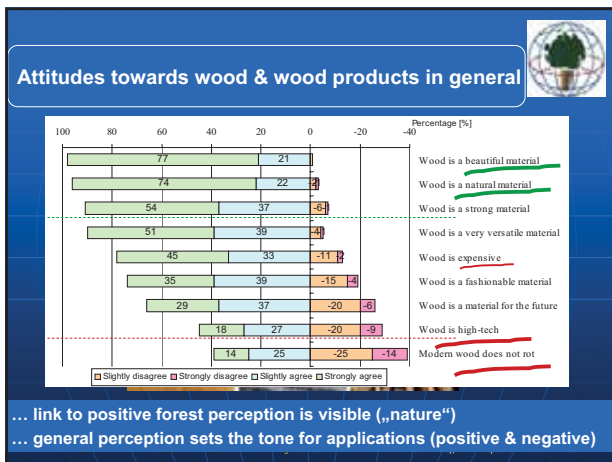 Attitudes towards wood & wood products in general
Percentage [%]
100 80 60 40 20 0 -20 -40
77 21 Wood is a beautiful material
74 22 -2 Wood is a natural material
54 37 -6 Wood is a strong material
51 39 -4 Wood is a very versatile material
45 33 -11 -2 Wood is expensive
35 39 -15 -4 Wood is a fashionable material
29 37 -20 -6 Wood is a material for the future
18 27 -20 -9 Wood is high-tech
14 25 -25 -14 Modern wood does not rot
Slightly disagree Strongly disagree Slightly agree Strongly agree
... link to positive forest perception is visible („nature“)
... general perception sets the tone for applications (positive & negative)